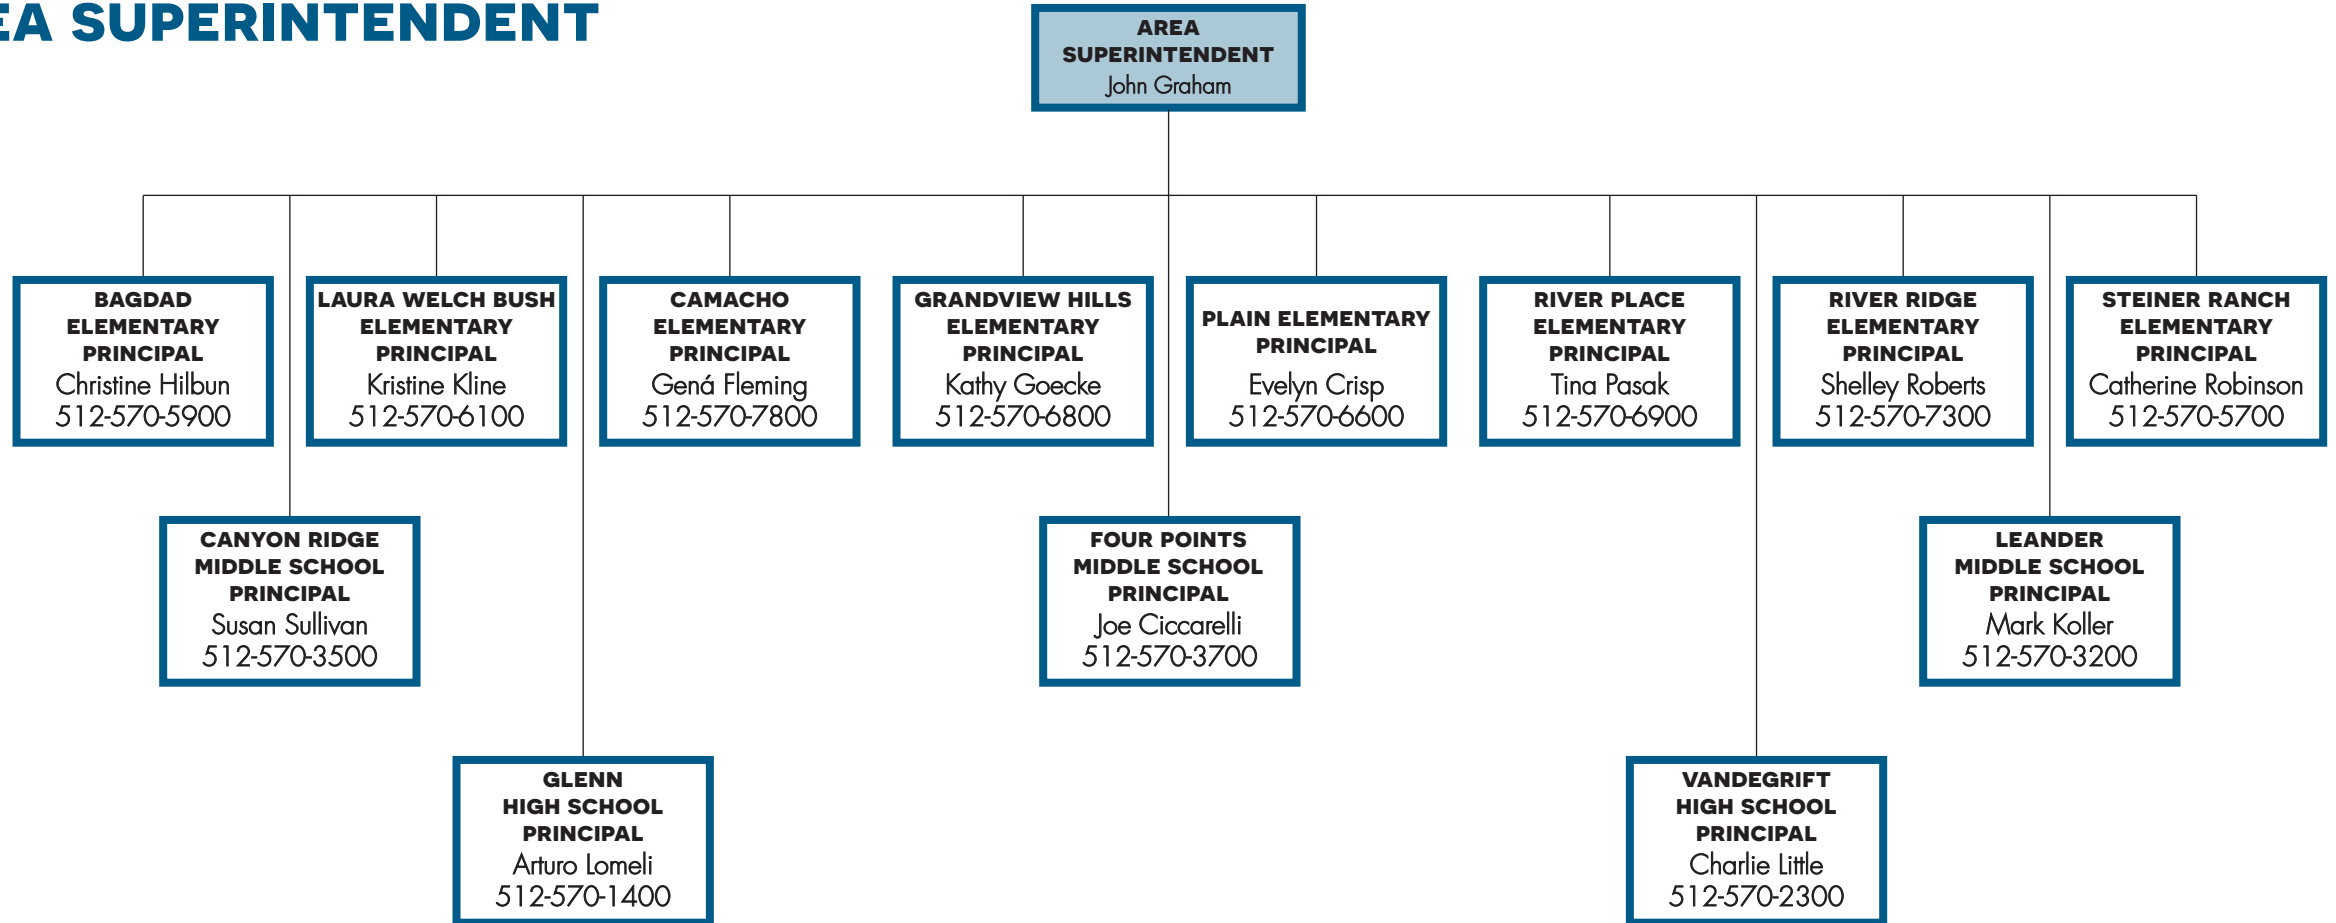 EA SUPERINTENDENT
AREA
SUPERINTENDENT
John Graham
BAGDAD
ELEMENTARY
PRINCIPAL
Christine Hilbun
512-570-5900
LAURA WELCH BUSH
ELEMENTARY
PRINCIPAL
Kristine Kline
512-570-6100
CAMACHO
ELEMENTARY
PRINCIPAL
Gená Fleming
512-570-7800
GRANDVIEW HILLS
ELEMENTARY
PRINCIPAL
Kathy Goecke
512-570-6800
PLAIN ELEMENTARY
PRINCIPAL
Evelyn Crisp
512-570-6600
RIVER PLACE
ELEMENTARY
PRINCIPAL
Tina Pasak
512-570-6900
RIVER RIDGE
ELEMENTARY
PRINCIPAL
Shelley Roberts
512-570-7300
STEINER RANCH
ELEMENTARY
PRINCIPAL
Catherine Robinson
512-570-5700
CANYON RIDGE
MIDDLE SCHOOL
PRINCIPAL
Susan Sullivan
512-570-3500
FOUR POINTS
MIDDLE SCHOOL
PRINCIPAL
Joe Ciccarelli
512-570-3700
LEANDER
MIDDLE SCHOOL
PRINCIPAL
Mark Koller
512-570-3200
GLENN
HIGH SCHOOL
PRINCIPAL
Arturo Lomeli
512-570-1400
VANDEGRIFT
HIGH SCHOOL
PRINCIPAL
Charlie Little
512-570-2300